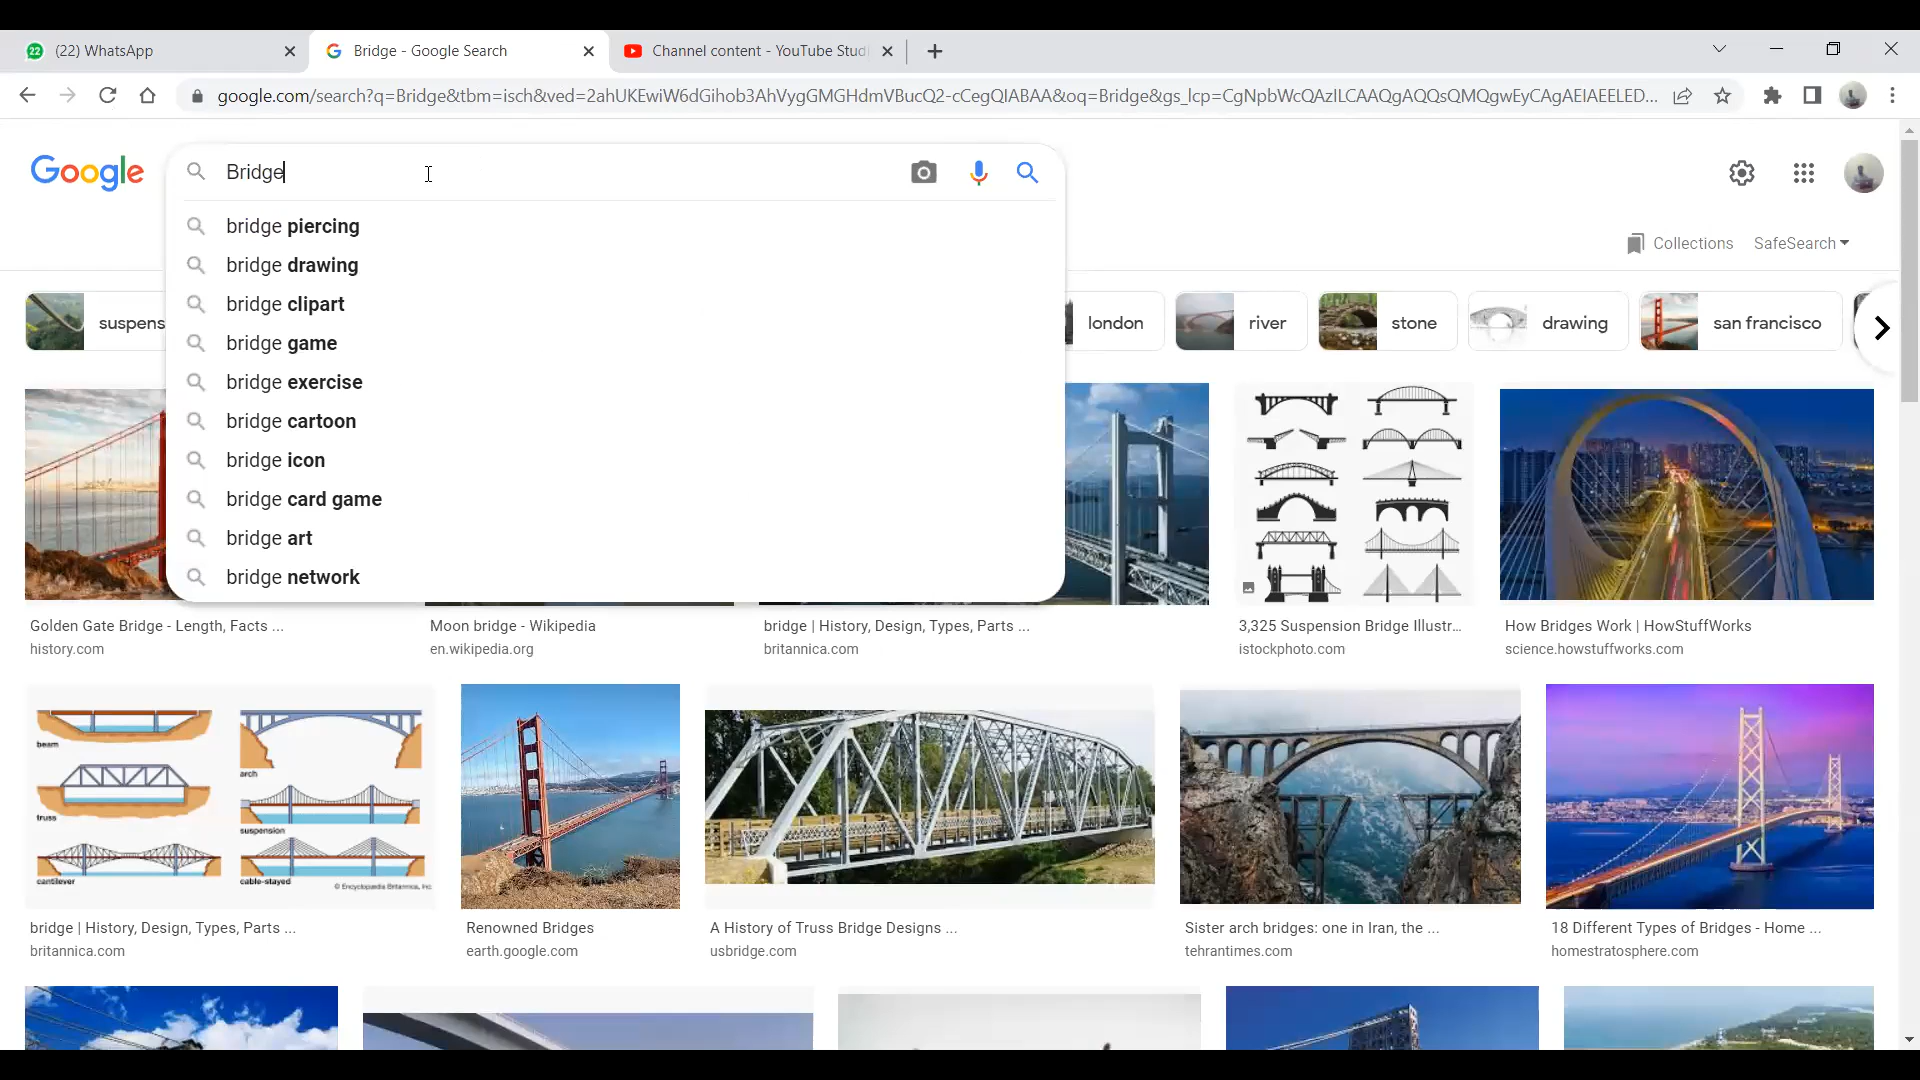 (22) WhatsApp
Bridge - Google Search
Channel content - YouTube Stud
google.com/search?q=Bridge&tbm=isch&ved=2ahUKEwiW6dGihob3AhVygGMGHdmVBucQ2-cCegQIABAA&oq=Bridge&gs_lcp=CgNpbWcQAzILCAAQgAQQsQMQgwEyCAgAEIAEELED...
Google
Bridge
bridge piercing
bridge drawing
bridge clipart
bridge game
bridge exercise
bridge cartoon
bridge icon
bridge card game
bridge art
bridge network
Collections
SafeSearch
suspens
london
river
stone
drawing
san francisco
Golden Gate Bridge - Length, Facts ...
history.com
Moon bridge - Wikipedia
en.wikipedia.org
bridge | History, Design, Types, Parts ...
britannica.com
3,325 Suspension Bridge Illustr...
istockphoto.com
How Bridges Work | HowStuffWorks
science.howstuffworks.com
beam
arch
truss
suspension
cantilever
cable-stayed
© Encyclopædia Britannica, Inc.
bridge | History, Design, Types, Parts ...
britannica.com
Renowned Bridges
earth.google.com
A History of Truss Bridge Designs ...
usbridge.com
Sister arch bridges: one in Iran, the ...
tehrantimes.com
18 Different Types of Bridges - Home ...
homestratosphere.com